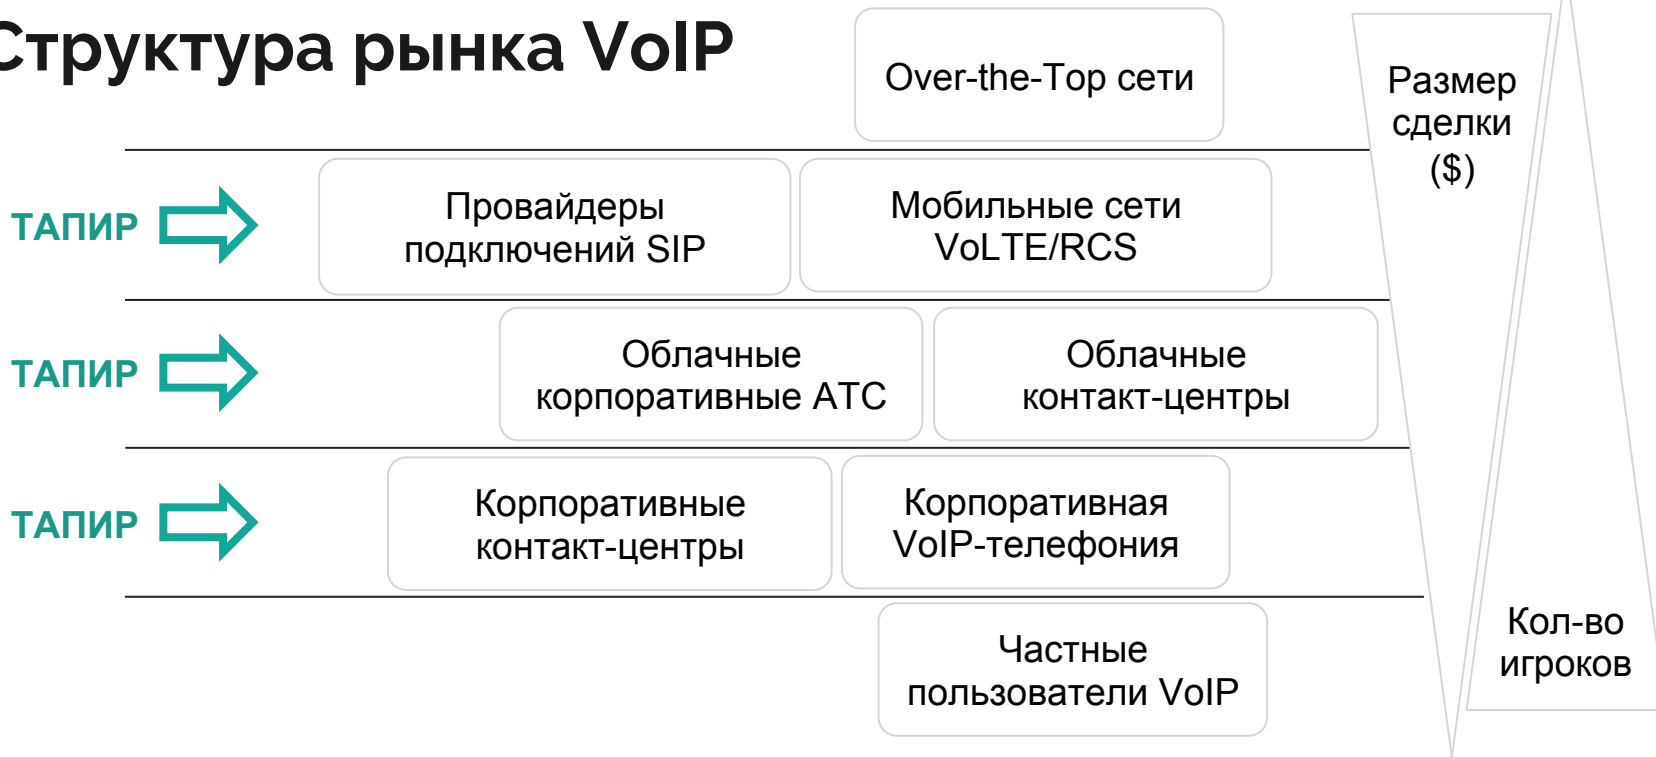 Структура рынка VoIP
Over-the-Top сети
Размер
сделки
($)
ТАПИР
Провайдеры
подключений SIP
Мобильные сети
VoLTE/RCS
ТАПИР
Облачные
корпоративные АТС
Облачные
контакт-центры
ТАПИР
Корпоративные
контакт-центры
Корпоративная
VoIP-телефония
Частные
пользователи VoIP
Кол-во
игроков